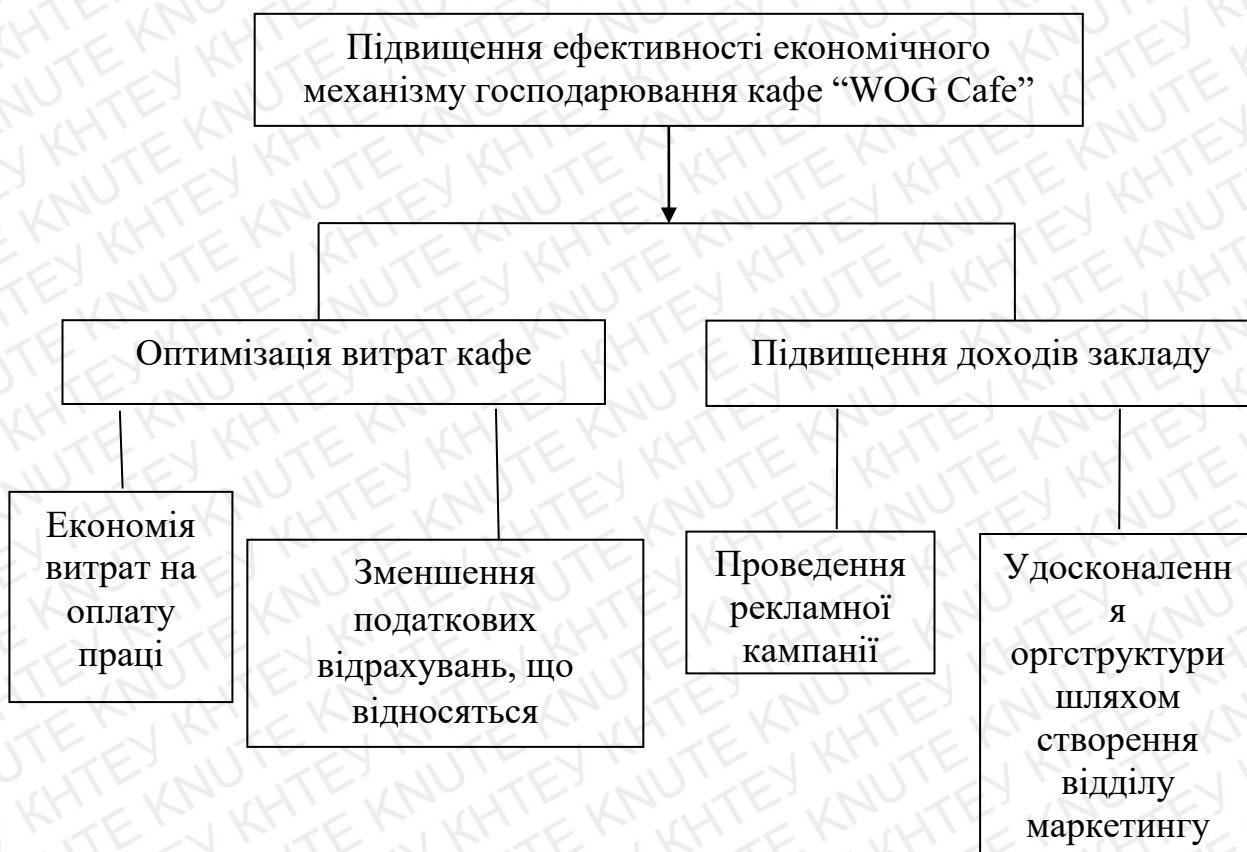 Підвищення ефективності економічного
механізму господарювання кафе “WOG Cafe”
Оптимізація витрат кафе
Підвищення доходів закладу
Економія
витрат на
оплату
праці
Зменшення
податкових
відрахувань, що
відносяться
Проведення
рекламної
кампанії
Удосконаленн
я
оргструктури
шляхом
створення
відділу
маркетингу